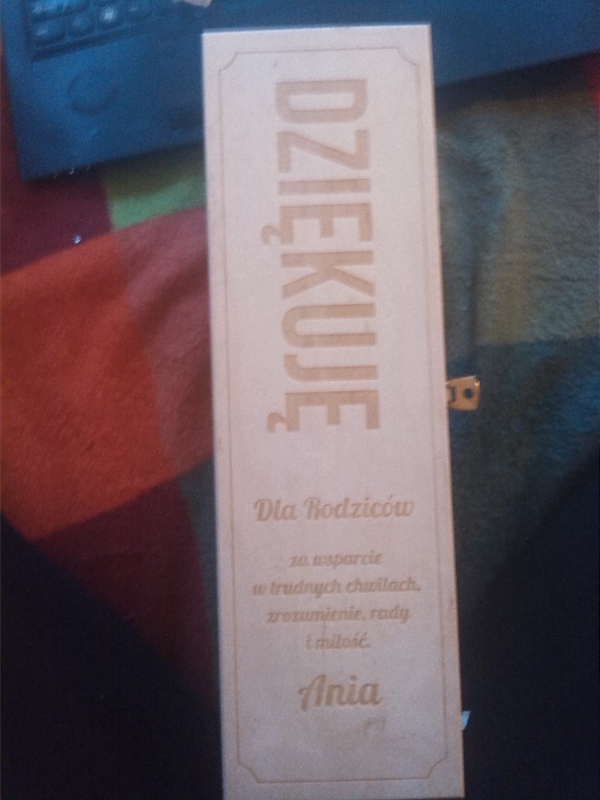 DZIĘKUJĘ
Dla Rodziców
za wsparcie
w trudnych chwilach,
zrozumienie, rady
i miłość.
Ania